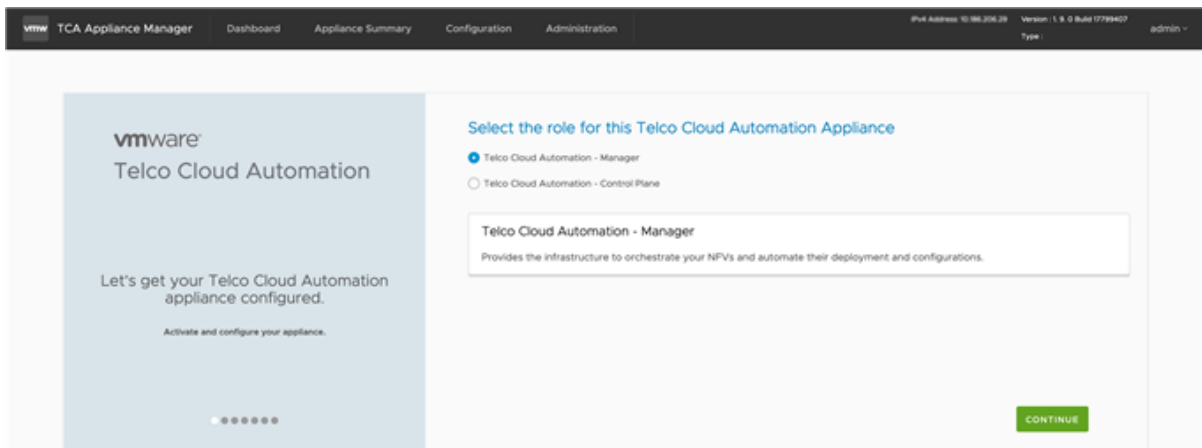 vmw TCA Appliance Manager Dashboard Appliance Summary Configuration Administration IPv4 Address: 10.186.206.29 Version : 1. 9. 0 Build 17799407 admin
Type :
vmware®
Telco Cloud Automation
Let's get your Telco Cloud Automation
appliance configured.
Activate and configure your appliance.
Select the role for this Telco Cloud Automation Appliance
Telco Cloud Automation - Manager
Telco Cloud Automation - Control Plane
Telco Cloud Automation - Manager
Provides the infrastructure to orchestrate your NFVs and automate their deployment and configurations.
CONTINUE